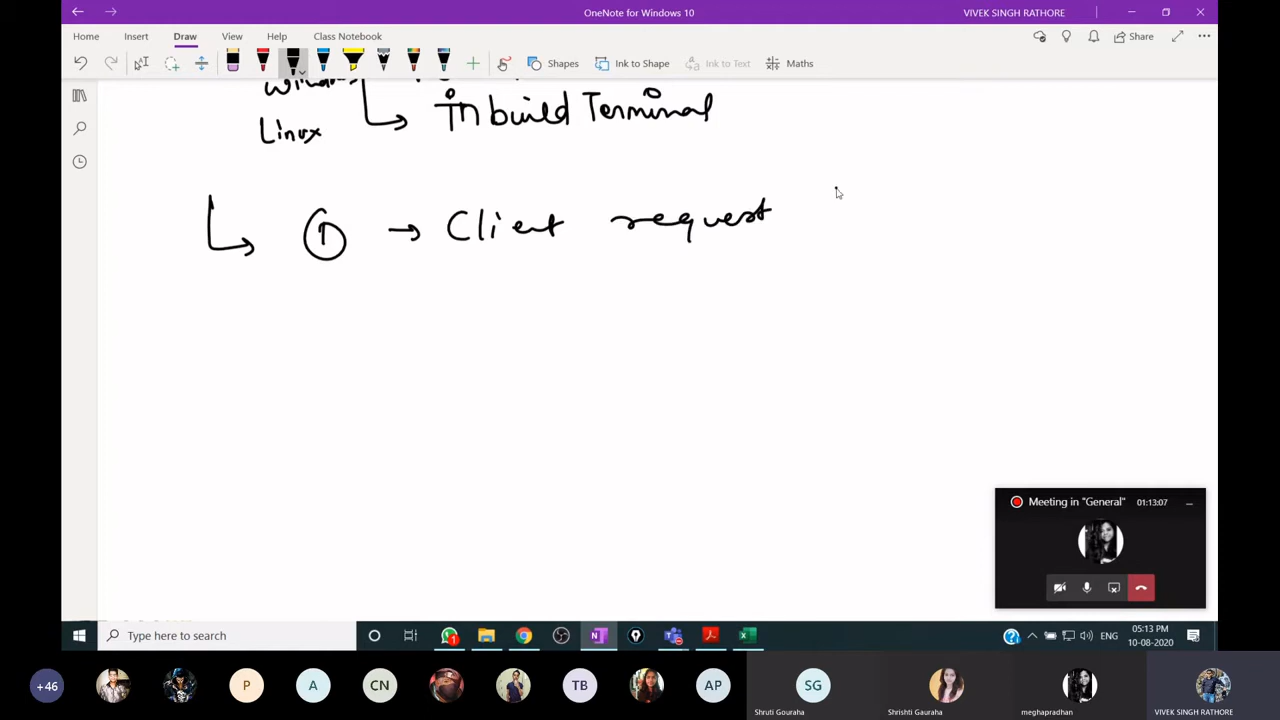 OneNote for Windows 10
VIVEK SINGH RATHORE
Home Insert Draw View Help Class Notebook
Share
Shapes Ink to Shape Ink to Text Maths
Windows
Inbuild Terminal
Linux
1 → Client request
Meeting in "General" 01:13:07
Type here to search
ENG
05:13 PM
10-08-2020
+46 P A CN TB AP SG
Shruti Gouraha Shrishti Gauraha meghapradhan VIVEK SINGH RATHORE